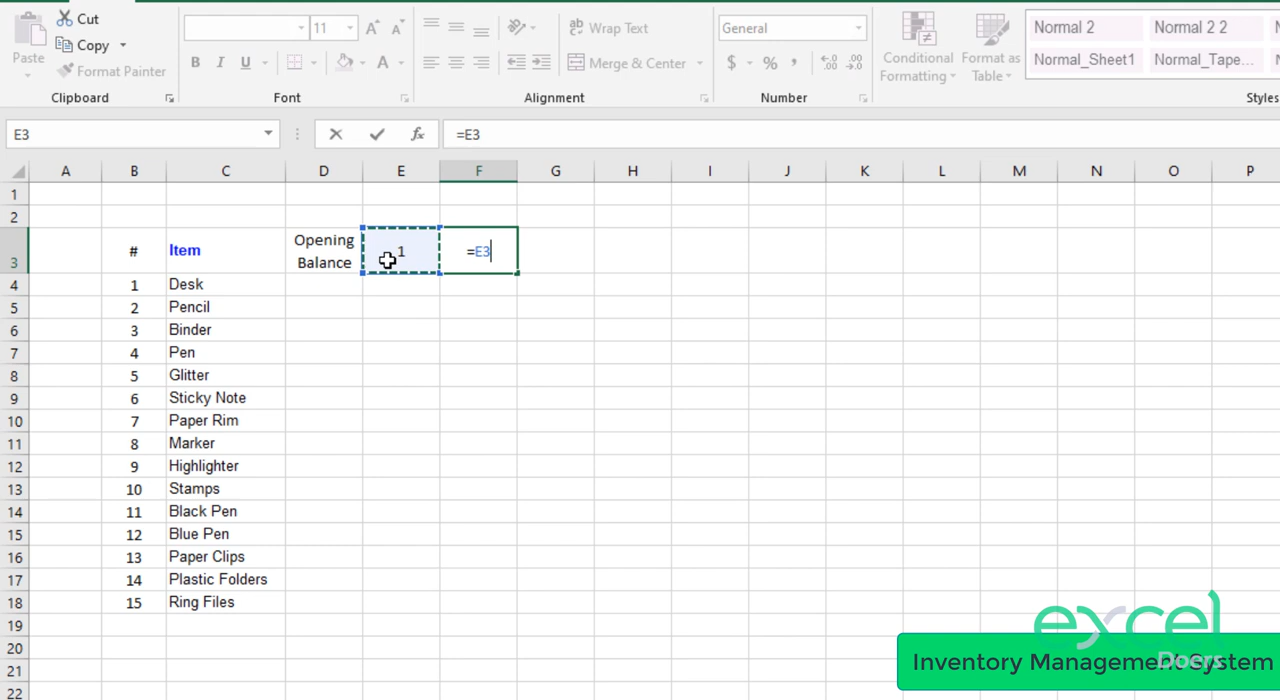 Cut
Copy
Format Painter
Paste
Clipboard
11
A A
B I U A
Font
ab Wrap Text
Merge & Center
Alignment
General
$ % ,
Number
Conditional
Formatting
Format as
Table
Normal 2 Normal 2 2
Normal_Sheet1 Normal_Tape...
Styles
E3 fx =E3
A B C D E F G H I J K L M N O P
1
2
3 # Item Opening
Balance 1 =E3
4 1 Desk
5 2 Pencil
6 3 Binder
7 4 Pen
8 5 Glitter
9 6 Sticky Note
10 7 Paper Rim
11 8 Marker
12 9 Highlighter
13 10 Stamps
14 11 Black Pen
15 12 Blue Pen
16 13 Paper Clips
17 14 Plastic Folders
18 15 Ring Files
19
20
21
22
excel
Doers
Inventory Management System